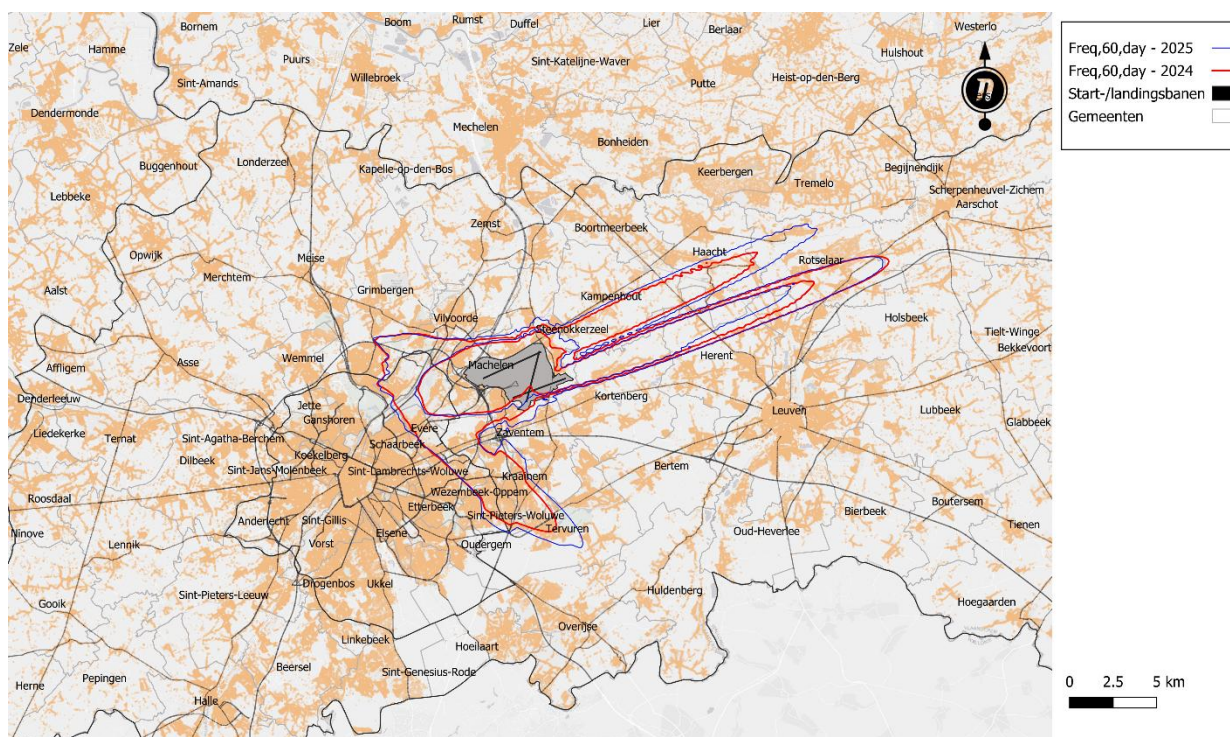 Bornem
Boom
Rumst
Duffel
Lier
Berlaar
Westerlo
Zele
Hamme
Puurs
Willebroek
Sint-Amands
Sint-Katelijne-Waver
Putte
Heist-op-den-Berg
Hulshout
Dendermonde
Mechelen
Bonheiden
Buggenhout
Londerzeel
Kapelle-op-den-Bos
Keerbergen
Tremelo
Begijnendijk
Lebbeke
Scherpenheuvel-Zichem
Aarschot
Zemst
Boortmeerbeek
Opwijk
Meise
Haacht
Rotselaar
Merchtem
Aalst
Grimbergen
Kampenhout
Vilvoorde
Steenokkerzeel
Holsbeek
Tielt-Winge
Bekkevoort
Affligem
Asse
Wemmel
Machelen
Herent
Denderleeuw
Jette
Ganshoren
Kortenberg
Leuven
Lubbeek
Glabbeek
Liedekerke
Ternat
Sint-Agatha-Berchem
Evere
Zaventem
Schaarbeek
Koekelberg
Dilbeek
Sint-Jans-Molenbeek
Sint-Lambrechts-Woluwe
Kraainem
Bertem
Roosdaal
Wezembeek-Oppem
Etterbeek
Boutersem
Anderlecht
Sint-Gillis
Sint-Pieters-Woluwe
Tervuren
Bierbeek
Tienen
Ninove
Lennik
Vorst
Elsene
Oudergem
Oud-Heverlee
Drogenbos
Ukkel
Sint-Pieters-Leeuw
Huldenberg
Hoegaarden
Gooik
Linkebeek
Overijse
Hoeilaart
Beersel
Sint-Genesius-Rode
Herne
Pepingen
Halle
Freq,60,day - 2025
Freq,60,day - 2024
Start-/landingsbanen
Gemeenten
0 2.5 5 km